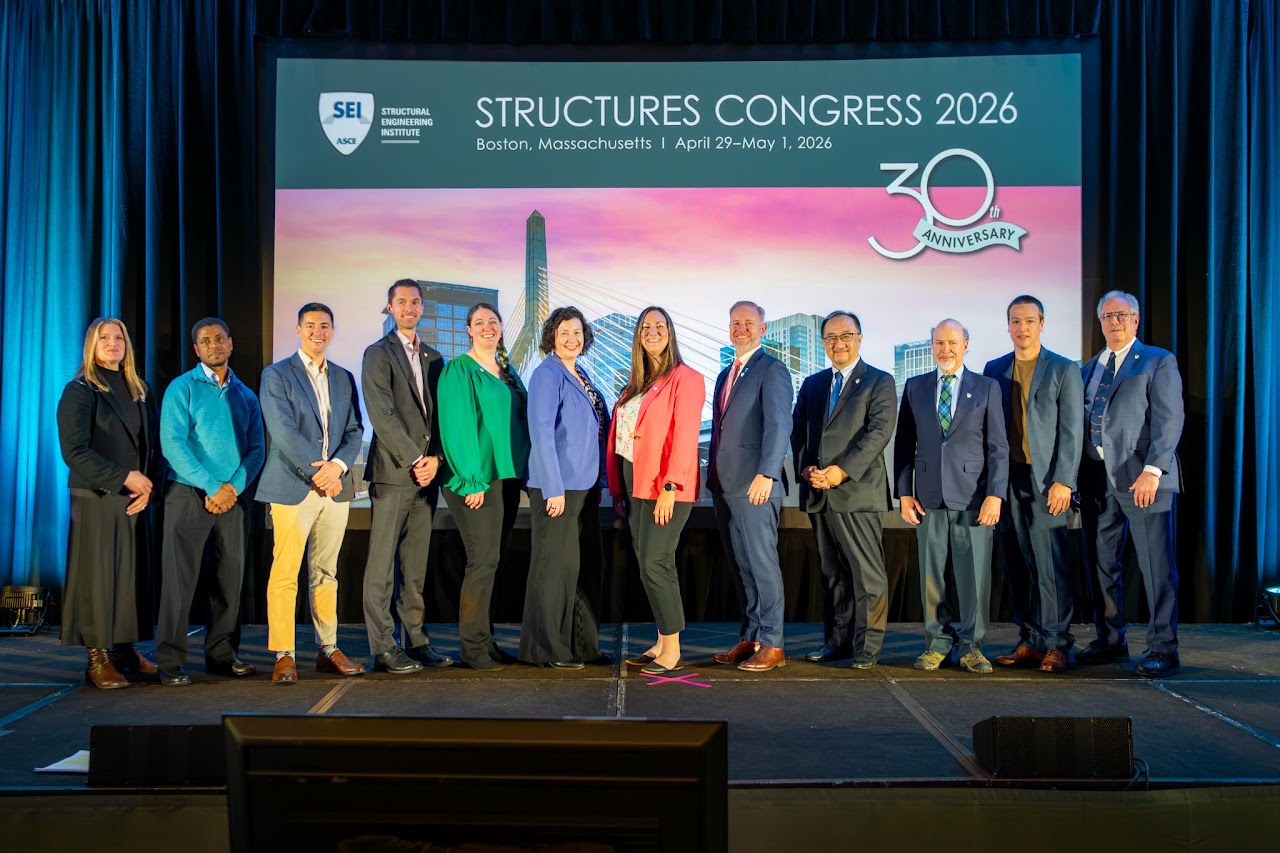 SEI
ASCE
STRUCTURAL
ENGINEERING
INSTITUTE
STRUCTURES CONGRESS 2026
Boston, Massachusetts | April 29–May 1, 2026
30th
ANNIVERSARY